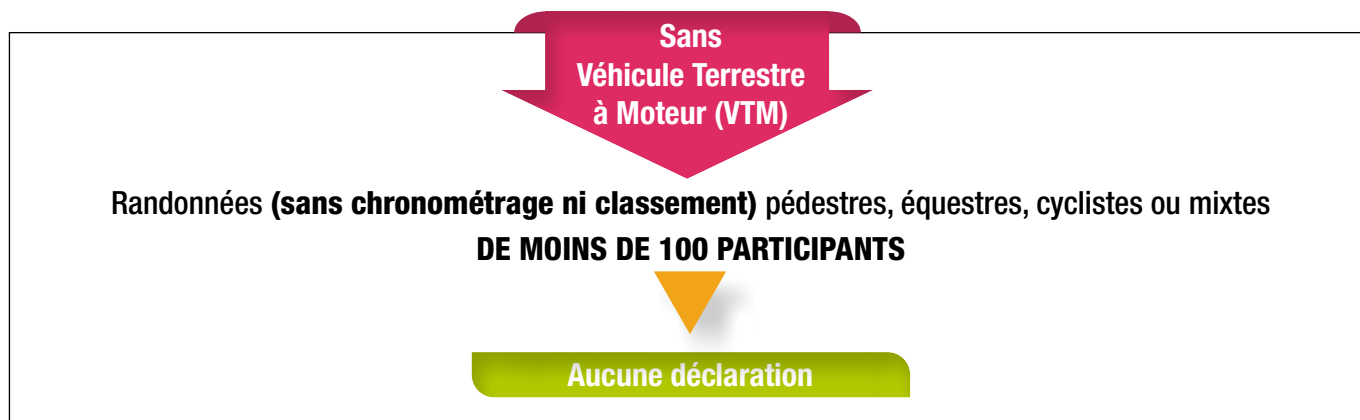 Sans
Véhicule Terrestre
à Moteur (VTM)
Randonnées (sans chronométrage ni classement) pédestres, équestres, cyclistes ou mixtes
DE MOINS DE 100 PARTICIPANTS
Aucune déclaration